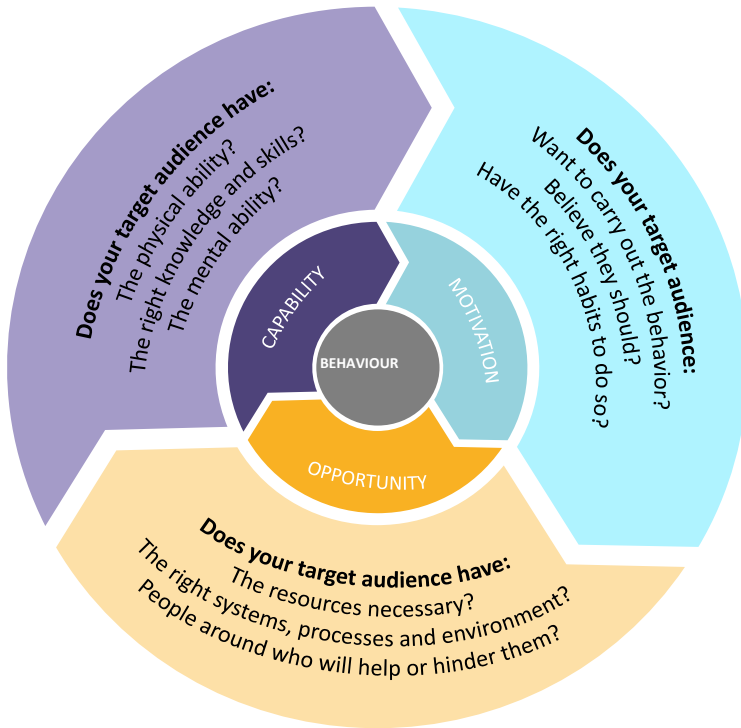 Does your target audience have:
The physical ability?
The right knowledge and skills?
The mental ability?
Does your target audience:
Want to carry out the behavior?
Believe they should?
Have the right habits to do so?
CAPABILITY
MOTIVATION
BEHAVIOUR
OPPORTUNITY
Does your target audience have:
The resources necessary?
The right systems, processes and environment?
People around who will help or hinder them?